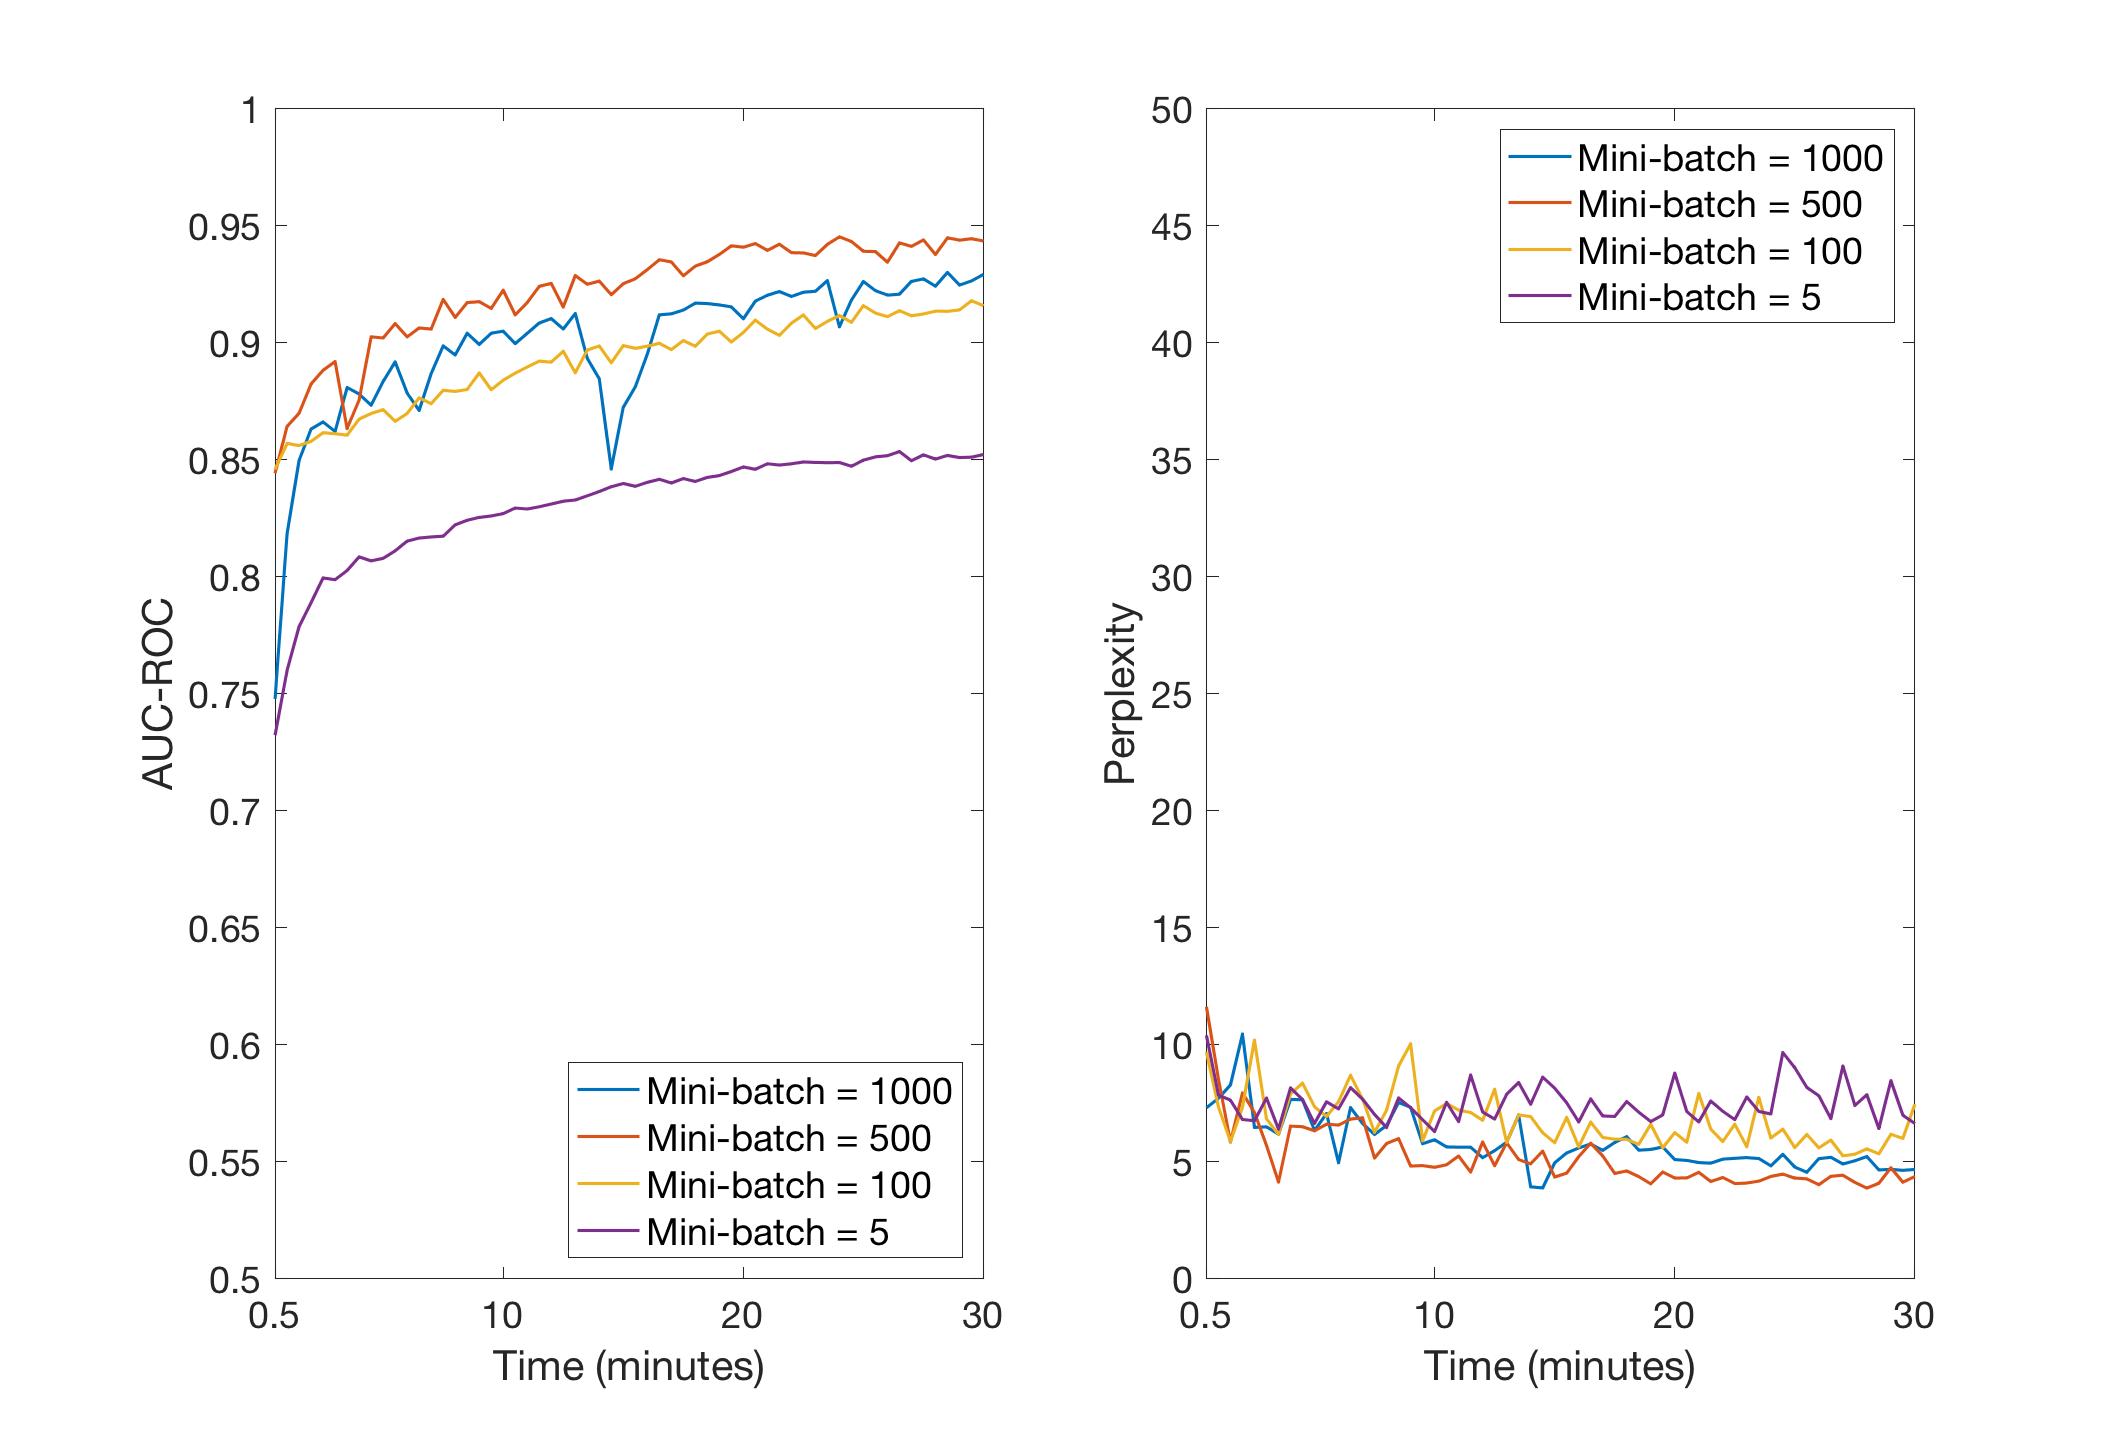 1
0.95
0.9
0.85
0.8
0.75
0.7
0.65
0.6
0.55
0.5
AUC-ROC
0.5 10 20 30
Time (minutes)
Mini-batch = 1000
Mini-batch = 500
Mini-batch = 100
Mini-batch = 5
50
45
40
35
30
25
20
15
10
5
0
Perplexity
0.5 10 20 30
Time (minutes)
Mini-batch = 1000
Mini-batch = 500
Mini-batch = 100
Mini-batch = 5